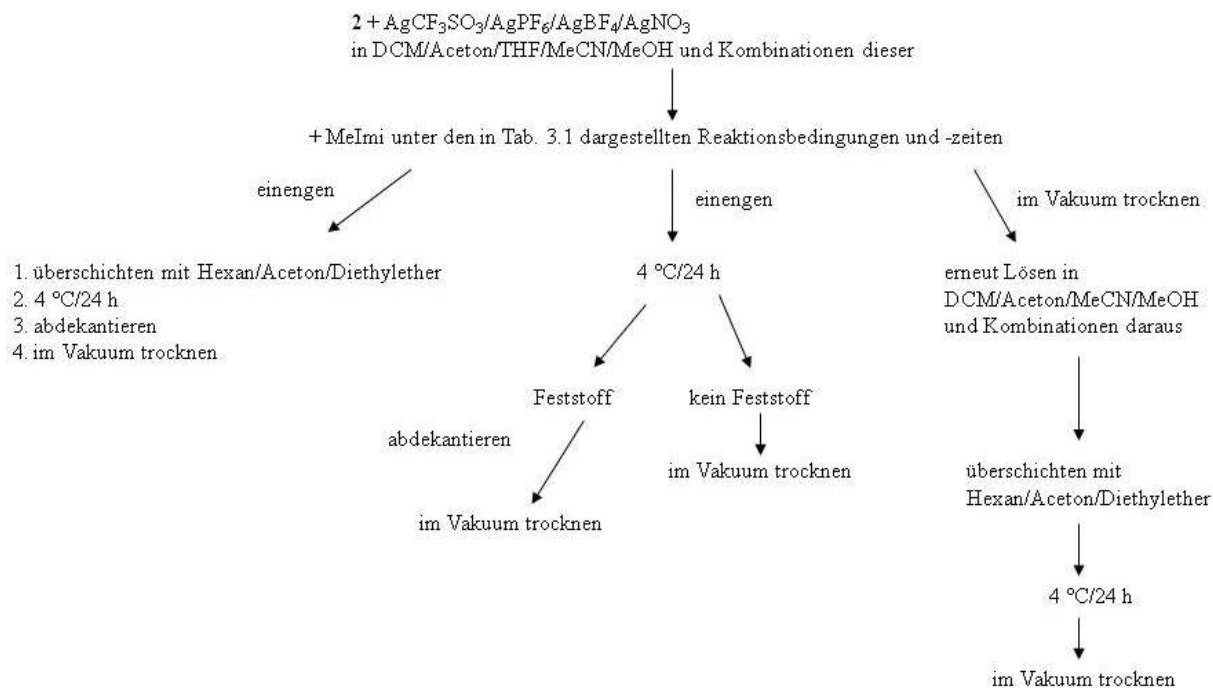 2 + AgCF₃SO₃/AgPF₆/AgBF₄/AgNO₃
in DCM/Aceton/THF/MeCN/MeOH und Kombinationen dieser
+ MeImi unter den in Tab. 3.1 dargestellten Reaktionsbedingungen und -zeiten
einengen
einengen
im Vakuum trocknen
1. überschichten mit Hexan/Aceton/Diethylether
2. 4 °C/24 h
3. abdekantieren
4. im Vakuum trocknen
4 °C/24 h
erneut Lösen in
DCM/Aceton/MeCN/MeOH
und Kombinationen daraus
Feststoff
kein Feststoff
abdekantieren
im Vakuum trocknen
im Vakuum trocknen
überschichten mit
Hexan/Aceton/Diethylether
4 °C/24 h
im Vakuum trocknen